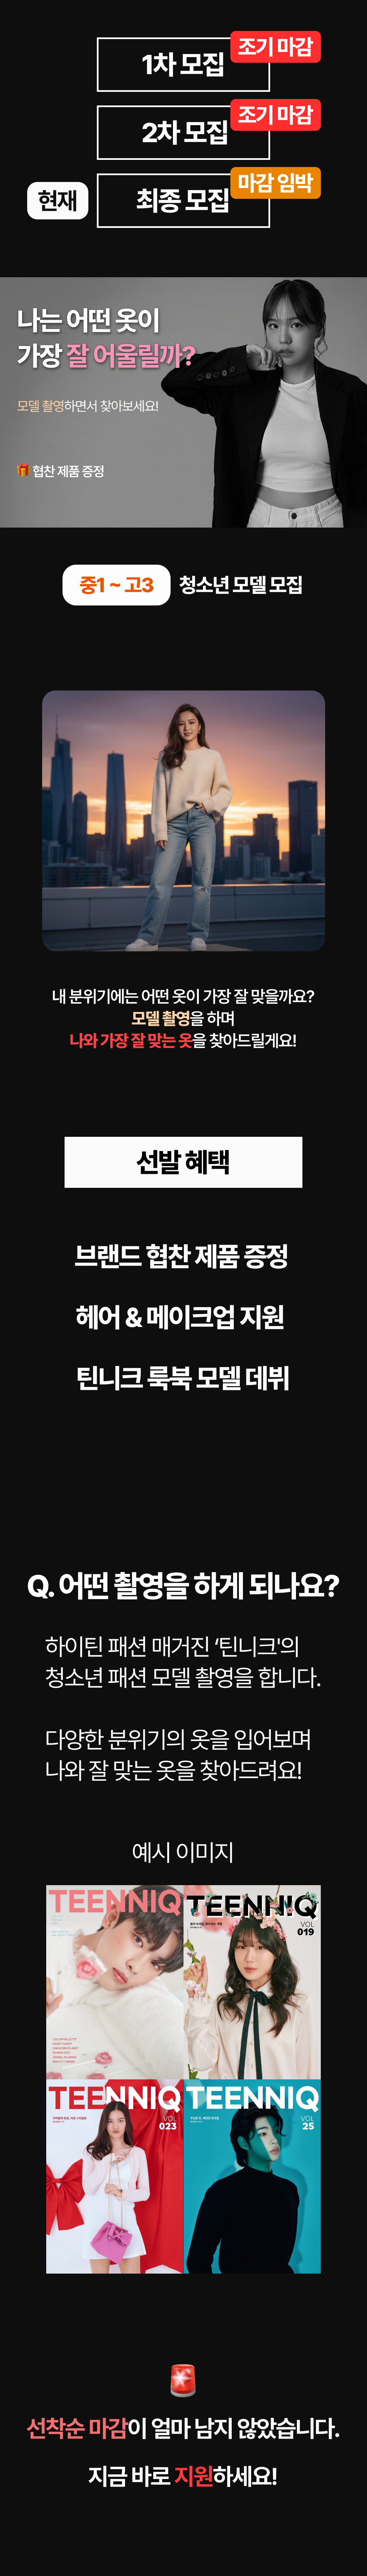 조기 마감
1차 모집
조기 마감
2차 모집
마감 임박
현재 최종 모집
나는 어떤 옷이
가장 잘 어울릴까?
모델 촬영하면서 찾아보세요!
🎁 협찬 제품 증정
중1 ~ 고3 청소년 모델 모집
내 분위기에는 어떤 옷이 가장 잘 맞을까요?
모델 촬영을 하며
나와 가장 잘 맞는 옷을 찾아드릴게요!
선발 혜택
브랜드 협찬 제품 증정
헤어 & 메이크업 지원
틴니크 룩북 모델 데뷔
Q. 어떤 촬영을 하게 되나요?
하이틴 패션 매거진 ‘틴니크'의
청소년 패션 모델 촬영을 합니다.
다양한 분위기의 옷을 입어보며
나와 잘 맞는 옷을 찾아드려요!
예시 이미지
TEENNIQ
TEENNIQ
VOL
019
TEENNIQ
VOL
023
TEENNIQ
VOL
25
선착순 마감이 얼마 남지 않았습니다.
지금 바로 지원하세요!